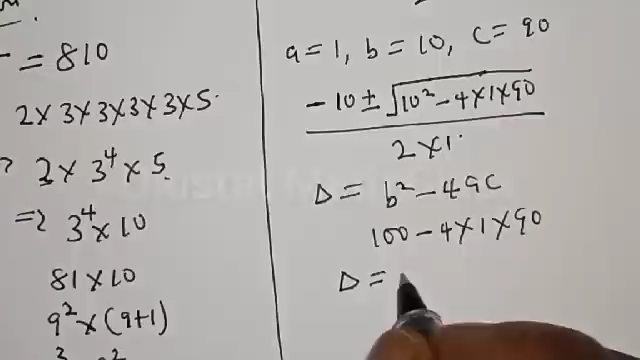 = 810
2 x 3 x 3 x 3 x 3 x 5.
2 x 3⁴ x 5.
=> 3⁴ x 10
81 x 10
9² x (9+1)
a = 1, b = 10, c = 90
- 10 ± √10² - 4 x 1 x 90
2 x 1.
Δ = b² - 4ac
100 - 4 x 1 x 90
Δ =